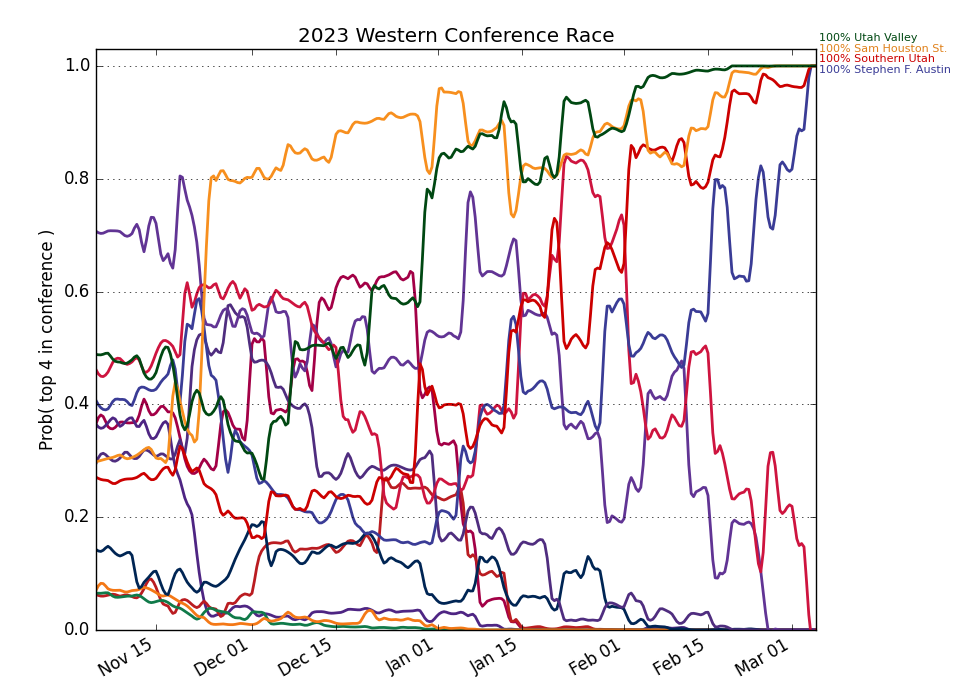 2023 Western Conference Race
100% Utah Valley
100% Sam Houston St.
100% Southern Utah
100% Stephen F. Austin
Prob( top 4 in conference )
1.0
0.8
0.6
0.4
0.2
0.0
Nov 15
Dec 01
Dec 15
Jan 01
Jan 15
Feb 01
Feb 15
Mar 01